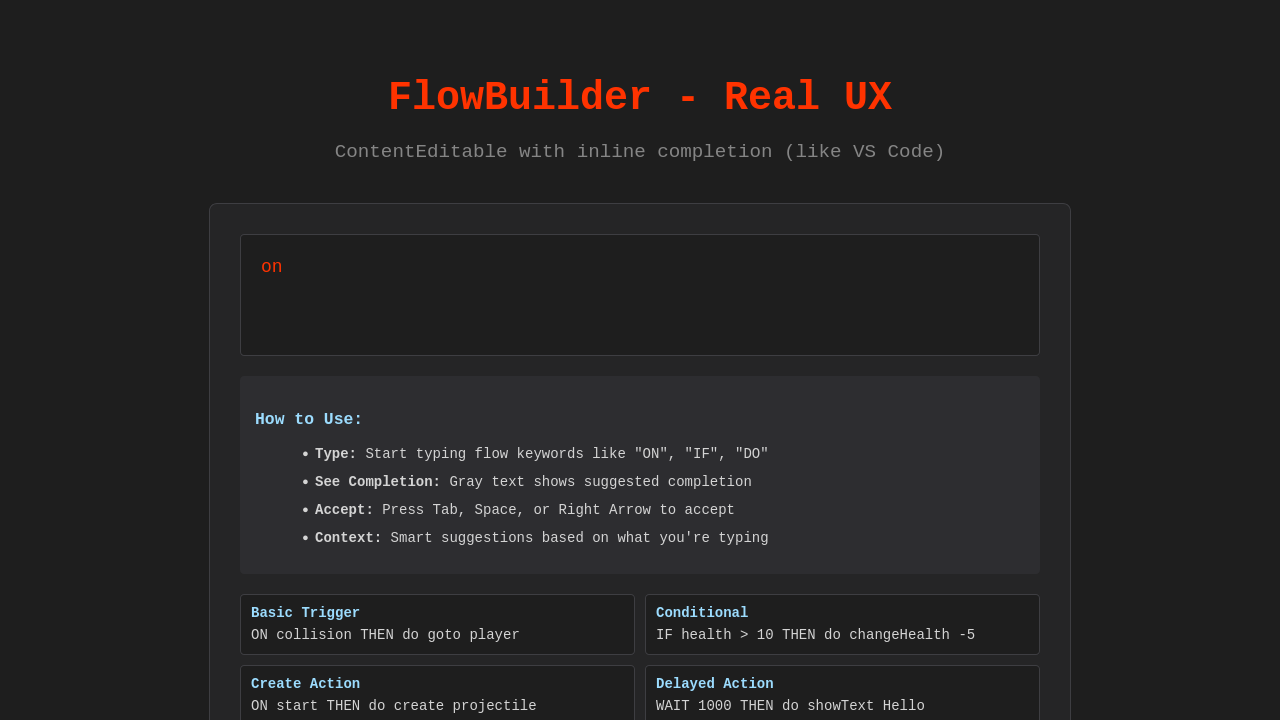 FlowBuilder - Real UX
ContentEditable with inline completion (like VS Code)
on
How to Use:
• Type: Start typing flow keywords like "ON", "IF", "DO"
• See Completion: Gray text shows suggested completion
• Accept: Press Tab, Space, or Right Arrow to accept
• Context: Smart suggestions based on what you're typing
Basic Trigger
ON collision THEN do goto player
Conditional
IF health > 10 THEN do changeHealth -5
Create Action
ON start THEN do create projectile
Delayed Action
WAIT 1000 THEN do showText Hello